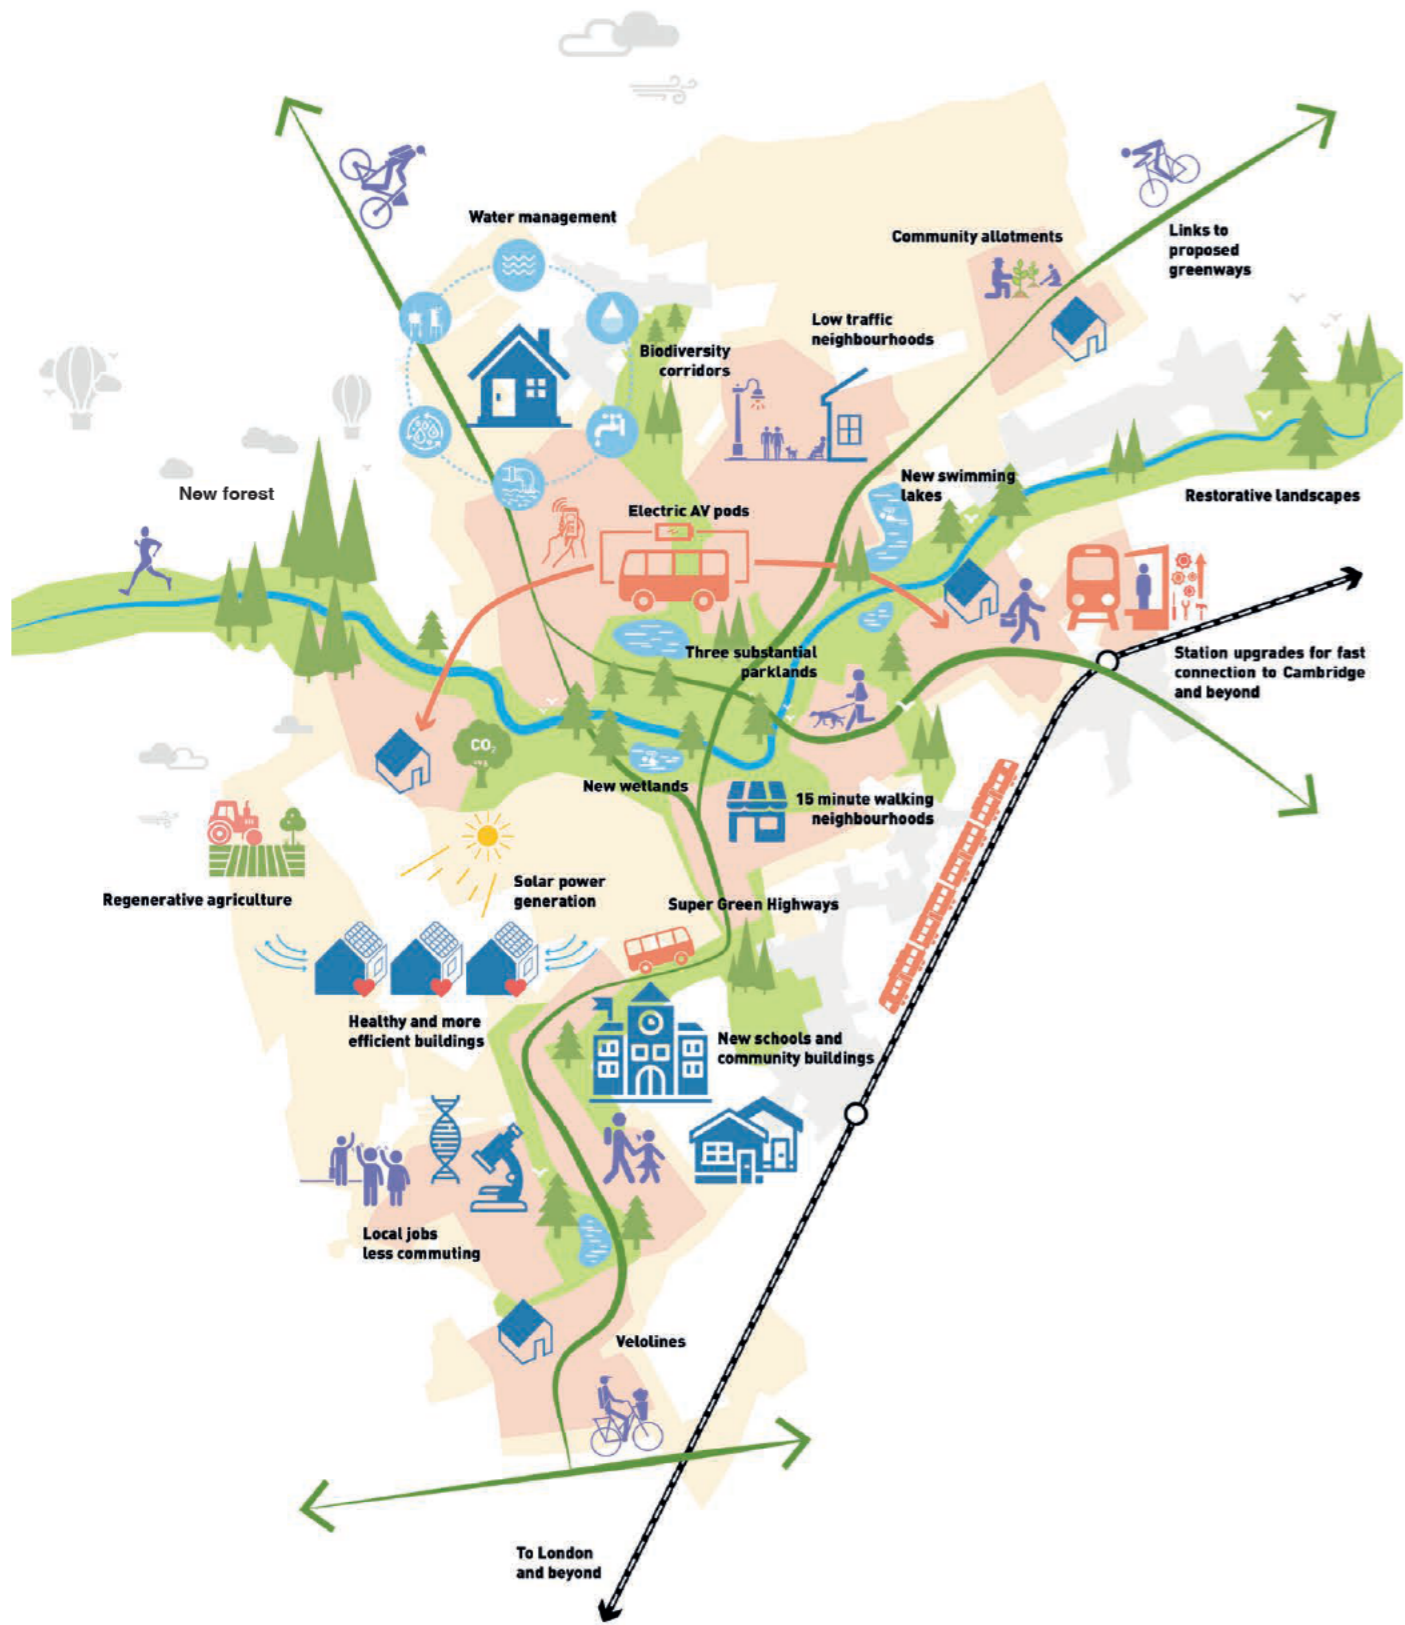 Water management
Community allotments
Links to
proposed
greenways
Low traffic
neighbourhoods
Biodiversity
corridors
New swimming
lakes
New forest
Restorative landscapes
Electric AV pods
Three substantial
parklands
Station upgrades for fast
connection to Cambridge
and beyond
CO₂
New wetlands
15 minute walking
neighbourhoods
Regenerative agriculture
Solar power
generation
Super Green Highways
Healthy and more
efficient buildings
New schools and
community buildings
Local jobs
less commuting
Velolines
To London
and beyond